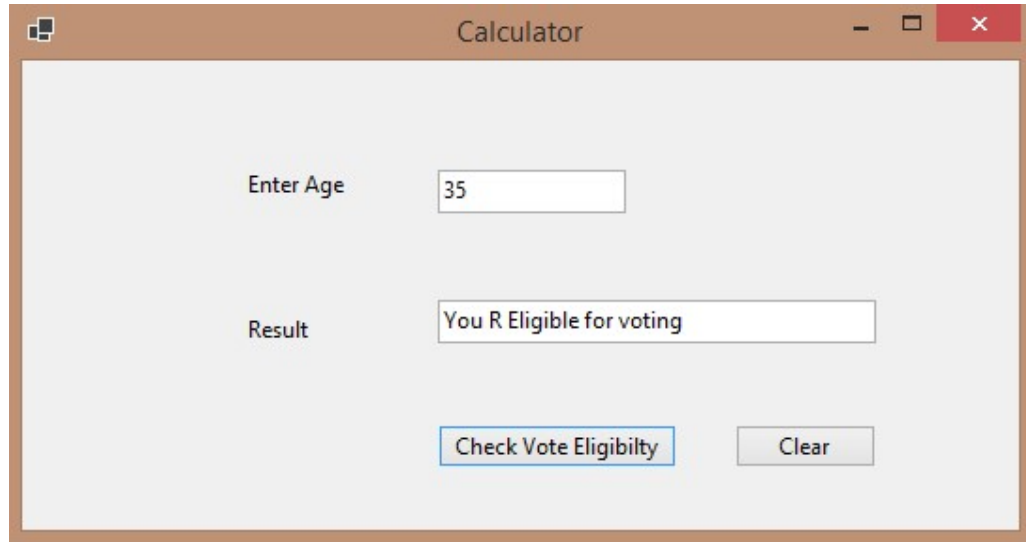 Calculator
Enter Age
35
Result
You R Eligible for voting
Check Vote Eligibilty
Clear